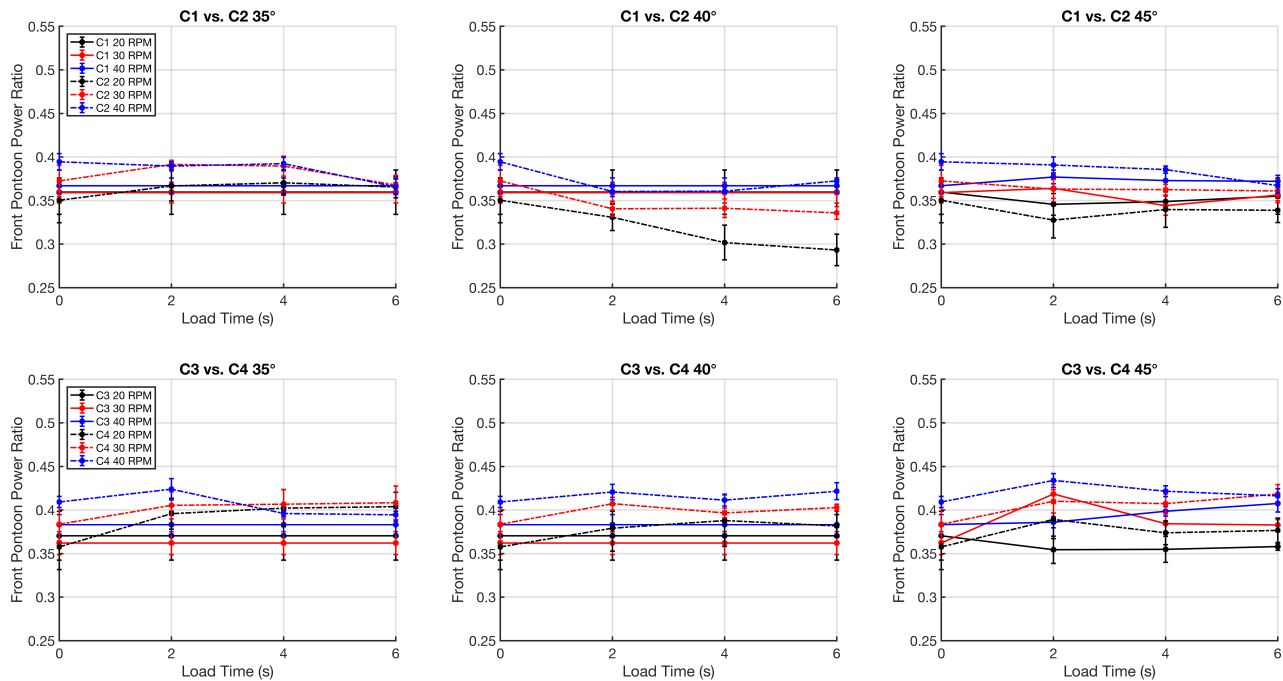 C1 vs. C2 35°
0.55
0.5
0.45
0.4
0.35
0.3
0.25
Front Pontoon Power Ratio
C1 20 RPM
C1 30 RPM
C1 40 RPM
C2 20 RPM
C2 30 RPM
C2 40 RPM
0 2 4 6
Load Time (s)
C1 vs. C2 40°
0.55
0.5
0.45
0.4
0.35
0.3
0.25
Front Pontoon Power Ratio
0 2 4 6
Load Time (s)
C1 vs. C2 45°
0.55
0.5
0.45
0.4
0.35
0.3
0.25
Front Pontoon Power Ratio
0 2 4 6
Load Time (s)
C3 vs. C4 35°
0.55
0.5
0.45
0.4
0.35
0.3
0.25
Front Pontoon Power Ratio
C3 20 RPM
C3 30 RPM
C3 40 RPM
C4 20 RPM
C4 30 RPM
C4 40 RPM
0 2 4 6
Load Time (s)
C3 vs. C4 40°
0.55
0.5
0.45
0.4
0.35
0.3
0.25
Front Pontoon Power Ratio
0 2 4 6
Load Time (s)
C3 vs. C4 45°
0.55
0.5
0.45
0.4
0.35
0.3
0.25
Front Pontoon Power Ratio
0 2 4 6
Load Time (s)